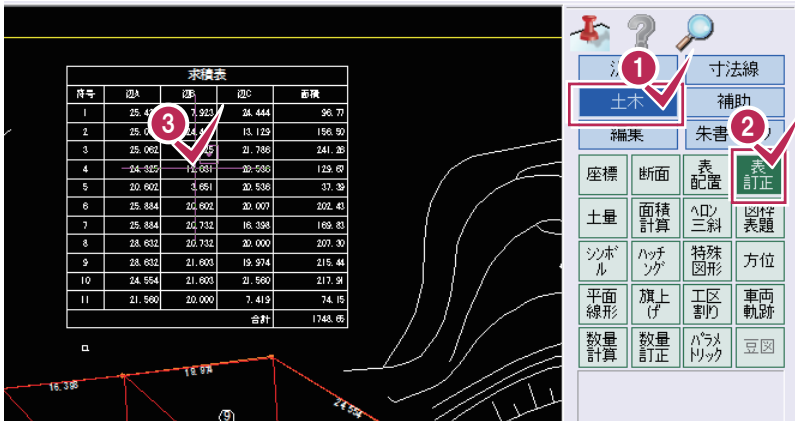 求積表
符号 辺A 辺B 辺C 面積
1 7.923 24.444 96.77
2 13.129 156.50
3 25.062 21.786 241.26
4 24.325 12.631 20.536 129.67
5 20.602 3.651 20.536 37.39
6 25.884 20.602 20.007 202.43
7 25.884 20.732 16.398 169.83
8 28.632 20.732 20.000 207.30
9 28.632 21.603 19.974 215.44
10 24.554 21.603 21.560 217.91
11 21.560 20.000 7.419 74.15
合計 1748.65
16.398
19.974
24.554
9
1
2
3
寸法線
土木 補助
編集 朱書
座標 断面 表配置 表訂正
土量 面積計算 ヘロン三斜 図枠表題
シンボル ハッチング 特殊図形 方位
平面線形 旗上げ 工区割り 車両軌跡
数量計算 数量訂正 パラメトリック 豆図